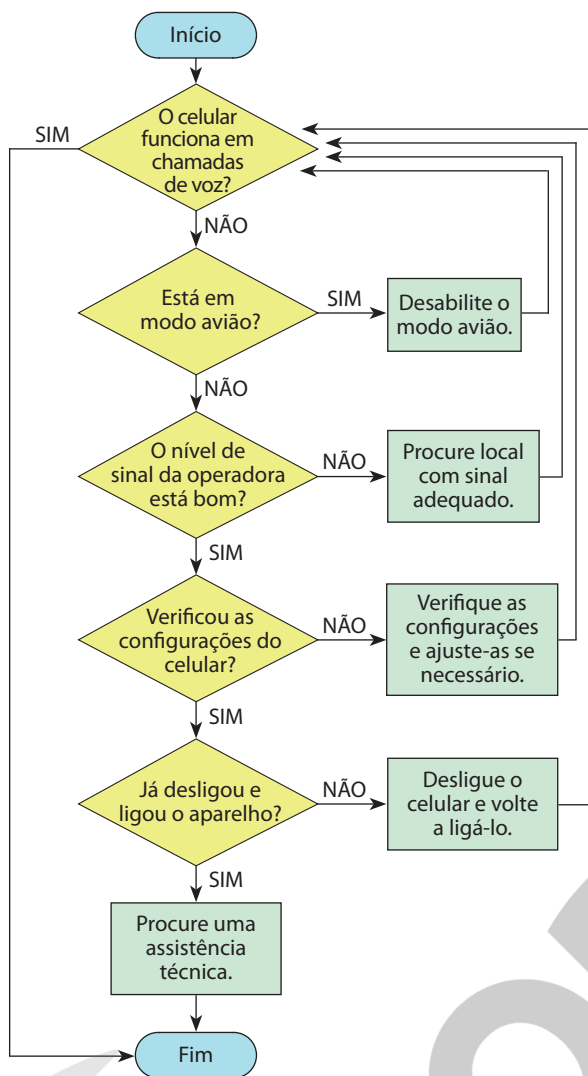 Início
O celular
funciona em
chamadas
de voz?
SIM
NÃO
Está em
modo avião?
SIM
Desabilite o
modo avião.
NÃO
O nível de
sinal da operadora
está bom?
NÃO
Procure local
com sinal
adequado.
SIM
Verificou as
configurações do
celular?
NÃO
Verifique as
configurações
e ajuste-as se
necessário.
SIM
Já desligou e
ligou o aparelho?
NÃO
Desligue o
celular e volte
a ligá-lo.
SIM
Procure uma
assistência
técnica.
Fim